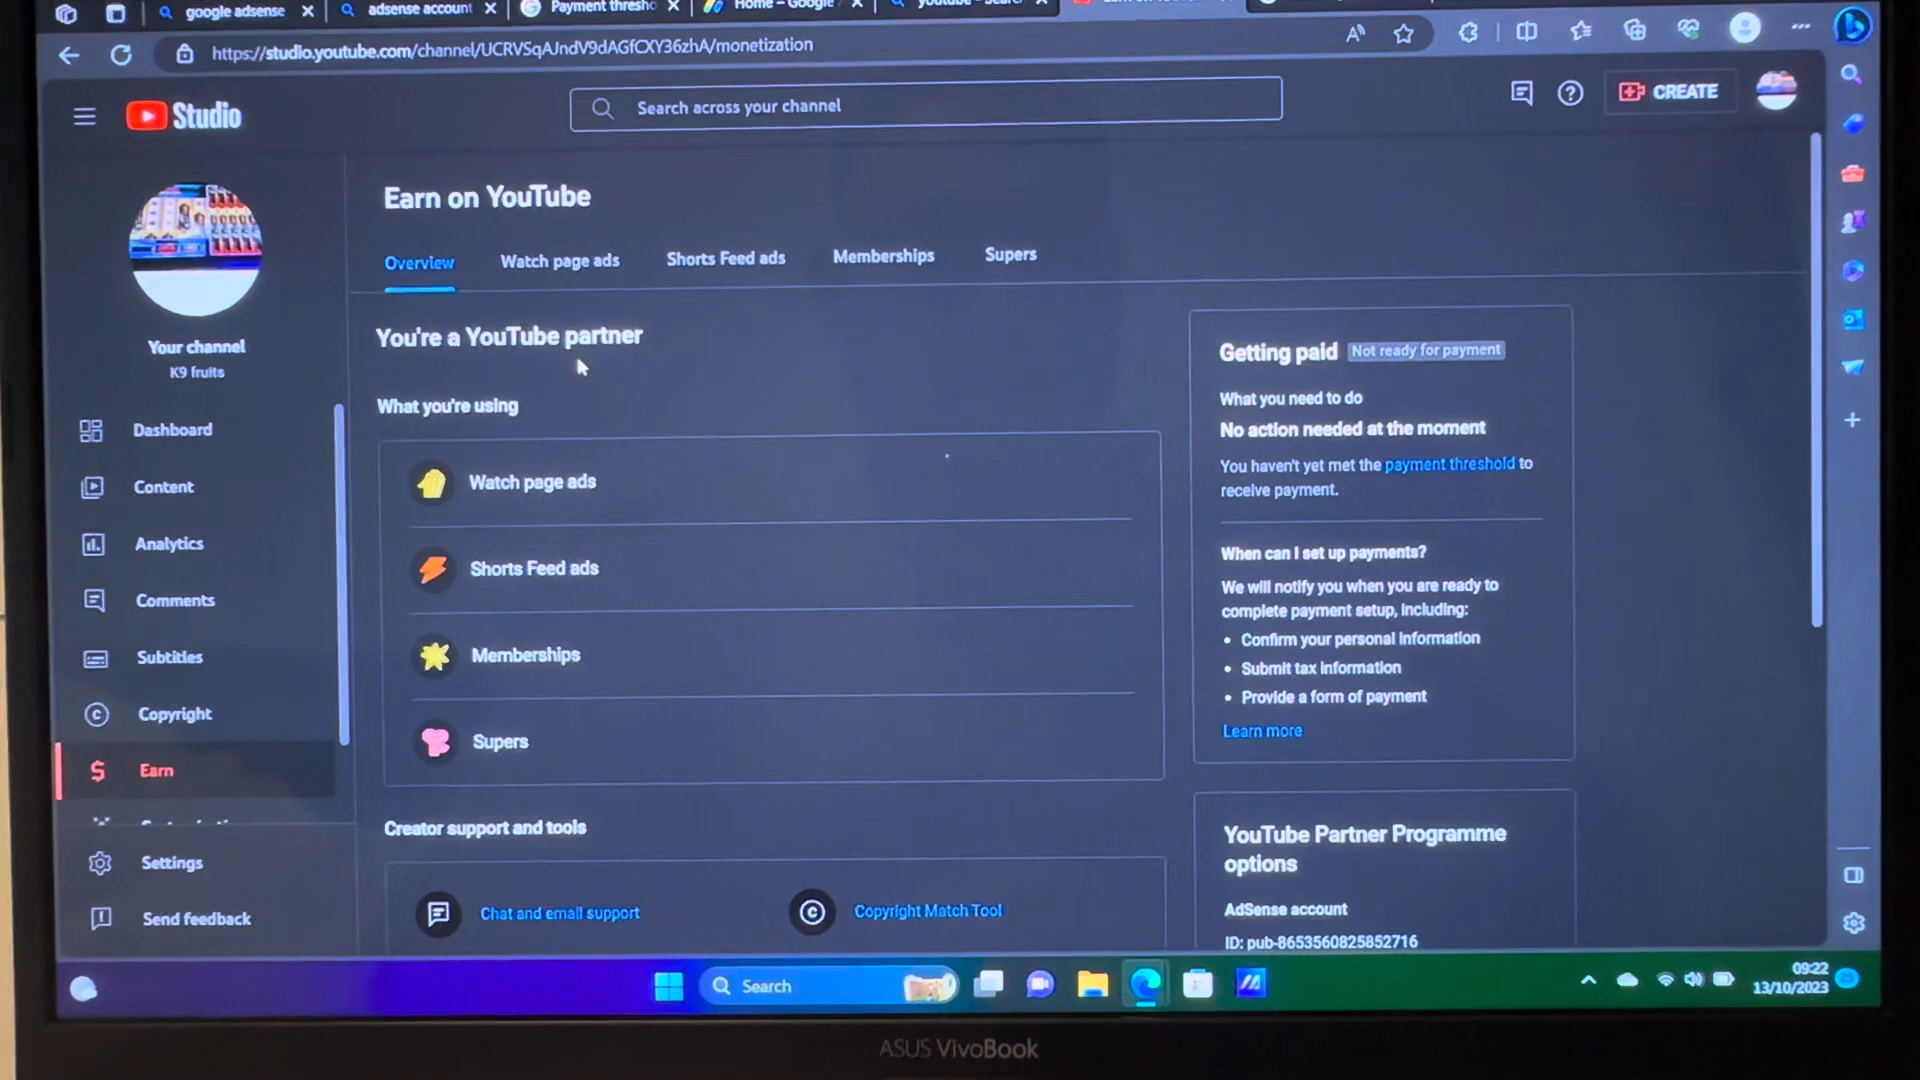 google adsense
adsense account
Payment thresho
Home – Google
https://studio.youtube.com/channel/UCRVSqAJndV9dAGfCXY36zhA/monetization
Studio
Search across your channel
CREATE
Your channel
K9 fruits
Dashboard
Content
Analytics
Comments
Subtitles
Copyright
Earn
Settings
Send feedback
Earn on YouTube
Overview
Watch page ads
Shorts Feed ads
Memberships
Supers
You're a YouTube partner
What you're using
Watch page ads
Shorts Feed ads
Memberships
Supers
Creator support and tools
Chat and email support
Copyright Match Tool
Getting paid Not ready for payment
What you need to do
No action needed at the moment
You haven't yet met the payment threshold to
receive payment.
When can I set up payments?
We will notify you when you are ready to
complete payment setup, including:
• Confirm your personal information
• Submit tax information
• Provide a form of payment
Learn more
YouTube Partner Programme
options
AdSense account
ID: pub-8653560825852716
Search
09:22
13/10/2023
ASUS VivoBook